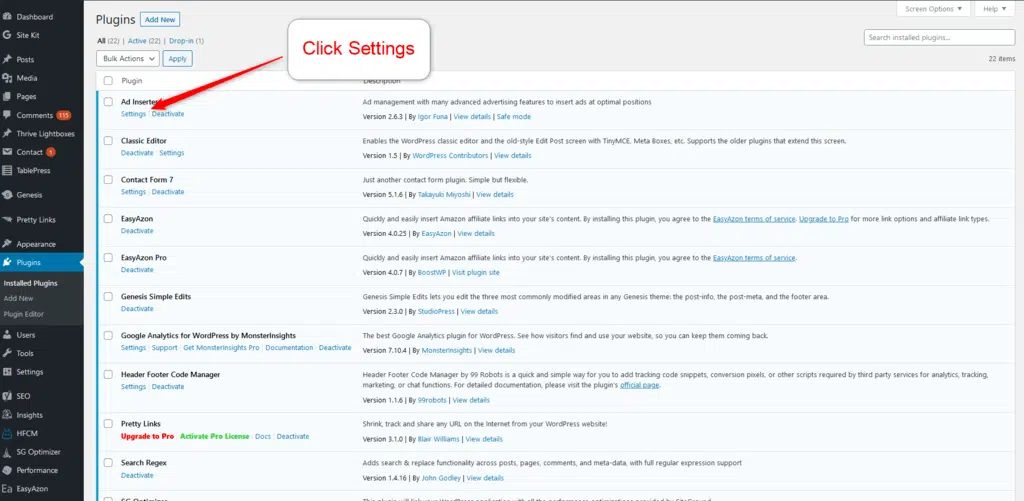 Dashboard
Site Kit
Posts
Media
Pages
Comments 115
Thrive Lightboxes
Contact 1
TablePress
Genesis
Pretty Links
Appearance
Plugins
Installed Plugins
Add New
Plugin Editor
Users
Tools
Settings
SEO
Insights
HFCM
SG Optimizer
Performance
EasyAzon
Screen Options ▼ Help ▼
Plugins Add New
All (22) | Active (22) | Drop-in (1)
Search installed plugins...
Bulk Actions Apply
22 items
Click Settings
Plugin Description
Ad Inserter
Settings | Deactivate
Ad management with many advanced advertising features to insert ads at optimal positions
Version 2.6.3 | By Igor Funa | View details | Safe mode
Classic Editor
Deactivate | Settings
Enables the WordPress classic editor and the old-style Edit Post screen with TinyMCE, Meta Boxes, etc. Supports the older plugins that extend this screen.
Version 1.5 | By WordPress Contributors | View details
Contact Form 7
Settings | Deactivate
Just another contact form plugin. Simple but flexible.
Version 5.1.6 | By Takayuki Miyoshi | View details
EasyAzon
Deactivate
Quickly and easily insert Amazon affiliate links into your site's content. By installing this plugin, you agree to the EasyAzon terms of service. Upgrade to Pro for more link options and affiliate link types.
Version 4.0.25 | By EasyAzon | View details
EasyAzon Pro
Deactivate
Quickly and easily insert Amazon affiliate links into your site's content. By installing this plugin, you agree to the EasyAzon terms of service.
Version 4.0.7 | By BoostWP | Visit plugin site
Genesis Simple Edits
Deactivate
Genesis Simple Edits lets you edit the three most commonly modified areas in any Genesis theme: the post-info, the post-meta, and the footer area.
Version 2.3.0 | By StudioPress | View details
Google Analytics for WordPress by MonsterInsights
Settings | Support | Get MonsterInsights Pro | Documentation | Deactivate
The best Google Analytics plugin for WordPress. See how visitors find and use your website, so you can keep them coming back.
Version 7.10.4 | By MonsterInsights | View details
Header Footer Code Manager
Settings | Deactivate
Header Footer Code Manager by 99 Robots is a quick and simple way for you to add tracking code snippets, conversion pixels, or other scripts required by third party services for analytics, tracking,
marketing, or chat functions. For detailed documentation, please visit the plugin's official page.
Version 1.1.6 | By 99robots | View details
Pretty Links
Upgrade to Pro | Activate Pro License | Docs | Deactivate
Shrink, track and share any URL on the Internet from your WordPress website!
Version 3.1.0 | By Blair Williams | View details
Search Regex
Deactivate
Adds search & replace functionality across posts, pages, comments, and meta-data, with full regular expression support
Version 1.4.16 | By John Godley | View details
SG Optimizer